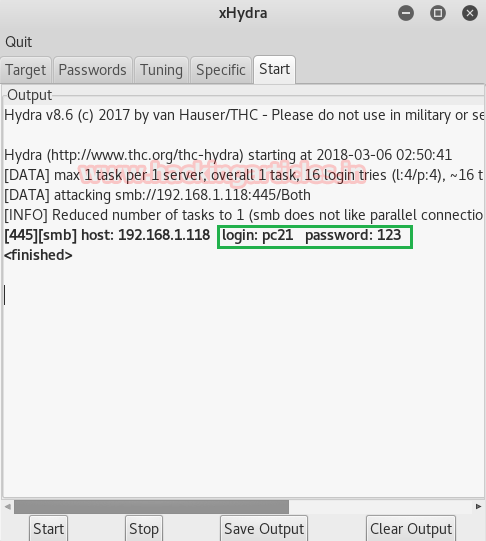 xHydra
Quit
Target Passwords Tuning Specific Start
Output
Hydra v8.6 (c) 2017 by van Hauser/THC - Please do not use in military or se
Hydra (http://www.thc.org/thc-hydra) starting at 2018-03-06 02:50:41
www.hackingarticles.in
[DATA] max 1 task per 1 server, overall 1 task, 16 login tries (l:4/p:4), ~16 t
[DATA] attacking smb://192.168.1.118:445/Both
[INFO] Reduced number of tasks to 1 (smb does not like parallel connectio
[445][smb] host: 192.168.1.118 login: pc21 password: 123
<finished>
Start Stop Save Output Clear Output